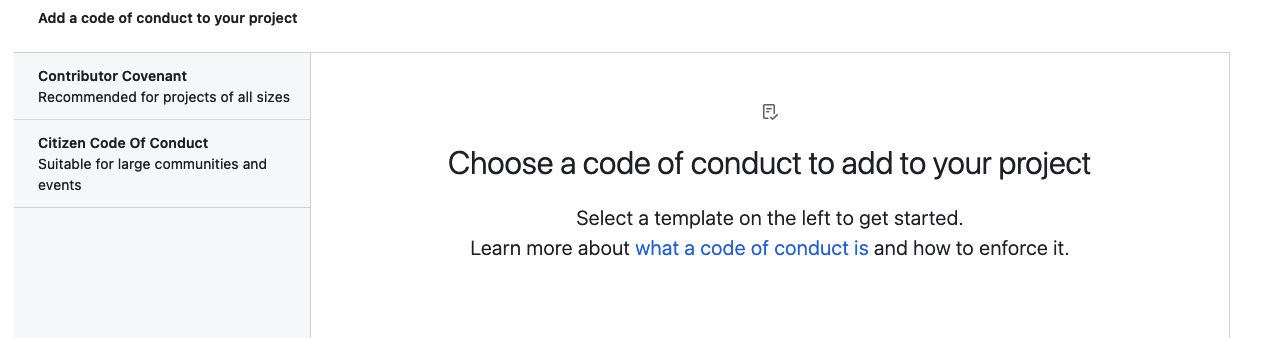 Add a code of conduct to your project
Contributor Covenant
Recommended for projects of all sizes
Citizen Code Of Conduct
Suitable for large communities and
events
Choose a code of conduct to add to your project
Select a template on the left to get started.
Learn more about what a code of conduct is and how to enforce it.